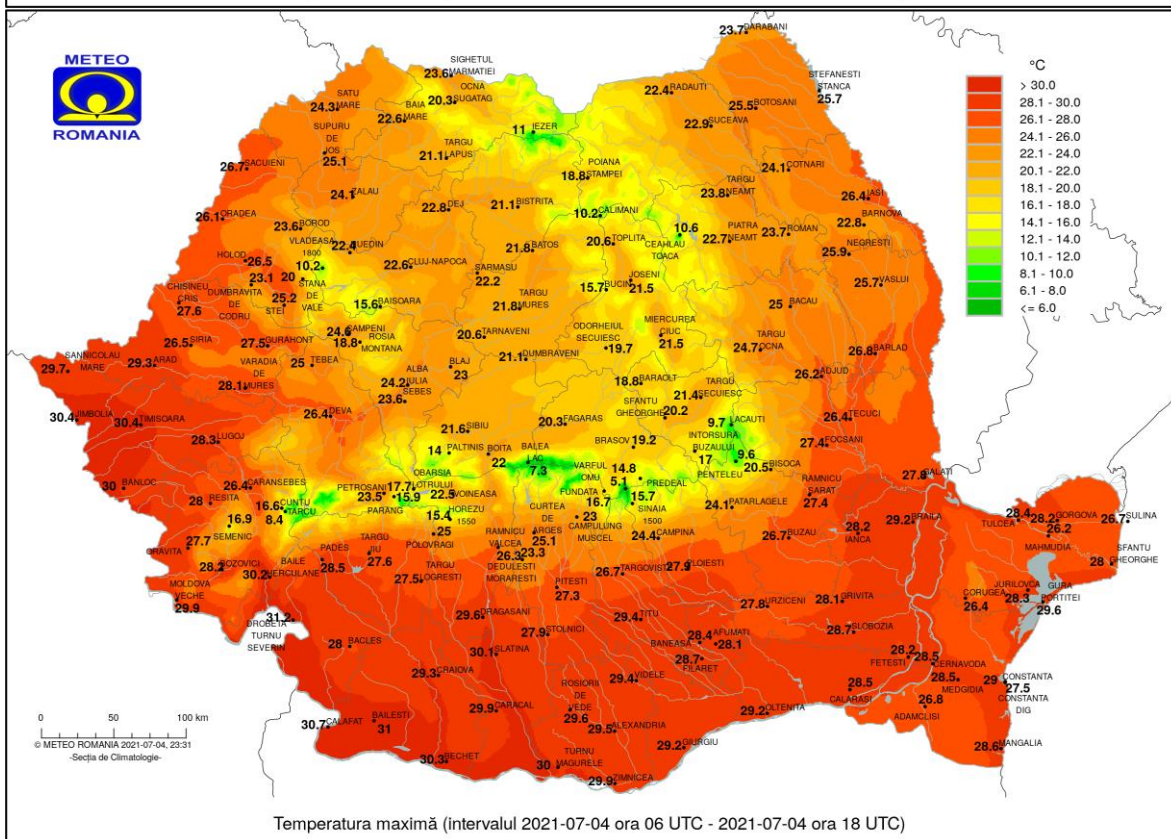 METEO
ROMANIA
°C
> 30.0
28.1 - 30.0
26.1 - 28.0
24.1 - 26.0
22.1 - 24.0
20.1 - 22.0
18.1 - 20.0
16.1 - 18.0
14.1 - 16.0
12.1 - 14.0
10.1 - 12.0
8.1 - 10.0
6.1 - 8.0
<= 6.0
23.7 DARABANI
SIGHETUL
23.6 MARMATIEI
OCNA
20.3 SUGATAG
SATU
24.3 MARE
BAIA
22.6 MARE
11 IEZER
22.4 RADAUTI
STEFANESTI
STANCA
25.7
25.5 BOTOSANI
22.9 SUCEAVA
SUPURU
DE
JOS
25.1
TARGU
21.1 LAPUS
POIANA
18.8 STAMPEI
24.1 COTNARI
26.7 SACUIENI
24.1 ZALAU
22.8 DEJ
21.1 BISTRITA
TARGU
23.8 NEAMT
26.4 IASI
26.1 ORADEA
23.6 BOROD
10.2 CALIMANI
10.6
CEAHLAU
TOACA
PIATRA
22.7 NEAMT
23.7 ROMAN
BARNOVA
22.8
NEGRESTI
25.9
VLADEASA
1800
10.2
22.4 HUEDIN
22.6 CLUJ-NAPOCA
21.8 BATOS
20.6 TOPLITA
HOLOD
26.5
23.1
DUMBRAVITA
DE
CODRU
20
STANA
DE
VALE
SARMASU
22.2
JOSENI
21.5
15.7 BUCIN
25.7 VASLUI
CHISINEU
CRIS
27.6
25.2
STEI
15.6 BAISOARA
TARGU
21.8 MURES
25 BACAU
26.5 SIRIA
27.5 GURAHONT
24.6 CAMPENI
18.8
ROSIA
MONTANA
20.6 TARNAVENI
ODORHEIUL
SECUIESC
19.7
MIERCUREA
CIUC
21.5
TARGU
24.7 OCNA
26.8 BARLAD
SANNICOLAU
29.7 MARE
29.3 ARAD
VARADIA
DE
28.1 MURES
25 TEBEA
BLAJ
23
21.1 DUMBRAVENI
26.2 ADJUD
ALBA
24.2 IULIA
SEBES
23.6
18.8 BARAOLT
TARGU
21.4 SECUIESC
SFANTU
GHEORGHE 20.2
30.4 JIMBOLIA
30.4 TIMISOARA
26.4 DEVA
20.3 FAGARAS
9.7 LACAUTI
26.4 TECUCI
28.3 LUGOJ
21.6 SIBIU
14 PALTINIS
BOITA
22
BALEA
LAC
7.3
BRASOV 19.2
INTORSURA
BUZAULUI
17
9.6
PENTELEU
20.5 BISOCA
27.4 FOCSANI
30 BANLOC
28 RESITA
26.4 CARANSEBES
OBARSIA
17.7 LOTRULUI
PETROSANI
23.5
15.9
PARANG
22.5 VOINEASA
VARFUL
OMU
14.8
5.1
PREDEAL
FUNDATA
16.7
15.7
SINAIA
1500
RAMNICU
SARAT
27.4
27.8 GALATI
16.6 CUNTU
8.4 TARCU
16.9
SEMENIC
HOREZU
15.4 1550
25
POLOVRAGI
CURTEA
DE
ARGES
25.1
23
CAMPULUNG
MUSCEL
24.1 PATARLAGELE
24.4 CAMPINA
28.2
IANCA
29.2 BRAILA
28.4
TULCEA
28.2 GORGOVA
26.2
MAHMUDIA
26.7 SULINA
27.7
ORAVITA
BAILE
30.2 HERCULANE
PADES
28.5
TARGU
JIU
27.6
RAMNICU
VALCEA
26.3
23.3
DEDULESTI
MORARESTI
26.7 BUZAU
28 SFANTU
GHEORGHE
28.2 BOZOVICI
MOLDOVA
VECHE
29.9
TARGU
27.5 LOGRESTI
PITESTI
27.3
26.7 TARGOVISTE
27.9 PLOIESTI
JURILOVCA
28.3
GURA
PORTITEI
29.6
CORUGEA
26.4
31.2
DROBETA
TURNU
SEVERIN
29.6 DRAGASANI
29.4 TITU
27.8 URZICENI
28.1 GRIVITA
28 BACLES
27.9 STOLNICI
30.1 SLATINA
28.4 AFUMATI
28.1
BANEASA
28.7
FILARET
28.7 SLOBOZIA
28.2
FETESTI
28.5
CERNAVODA
29.3 CRAIOVA
29.4 VIDELE
28.5
CALARASI
28.5
MEDGIDIA
29 CONSTANTA
27.5
CONSTANTA
DIG
29.9 CARACAL
ROSIORII
DE
VEDE
29.6
29.2 OLTENITA
26.8
ADAMCLISI
30.7 CALAFAT
BAILESTI
31
29.5 ALEXANDRIA
29.2 GIURGIU
28.6 MANGALIA
30.3 BECHET
TURNU
30 MAGURELE
29.9 ZIMNICEA
0 50 100 km
© METEO ROMANIA 2021-07-04, 23:31
-Secția de Climatologie-
Temperatura maximă (intervalul 2021-07-04 ora 06 UTC - 2021-07-04 ora 18 UTC)